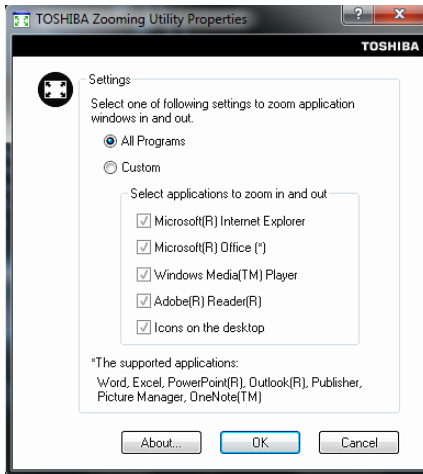 TOSHIBA Zooming Utility Properties
TOSHIBA
Settings
Select one of following settings to zoom application
windows in and out.
All Programs
Custom
Select applications to zoom in and out
Microsoft(R) Internet Explorer
Microsoft(R) Office (*)
Windows Media(TM) Player
Adobe(R) Reader(R)
Icons on the desktop
*The supported applications:
Word, Excel, PowerPoint(R), Outlook(R), Publisher,
Picture Manager, OneNote(TM)
About... OK Cancel